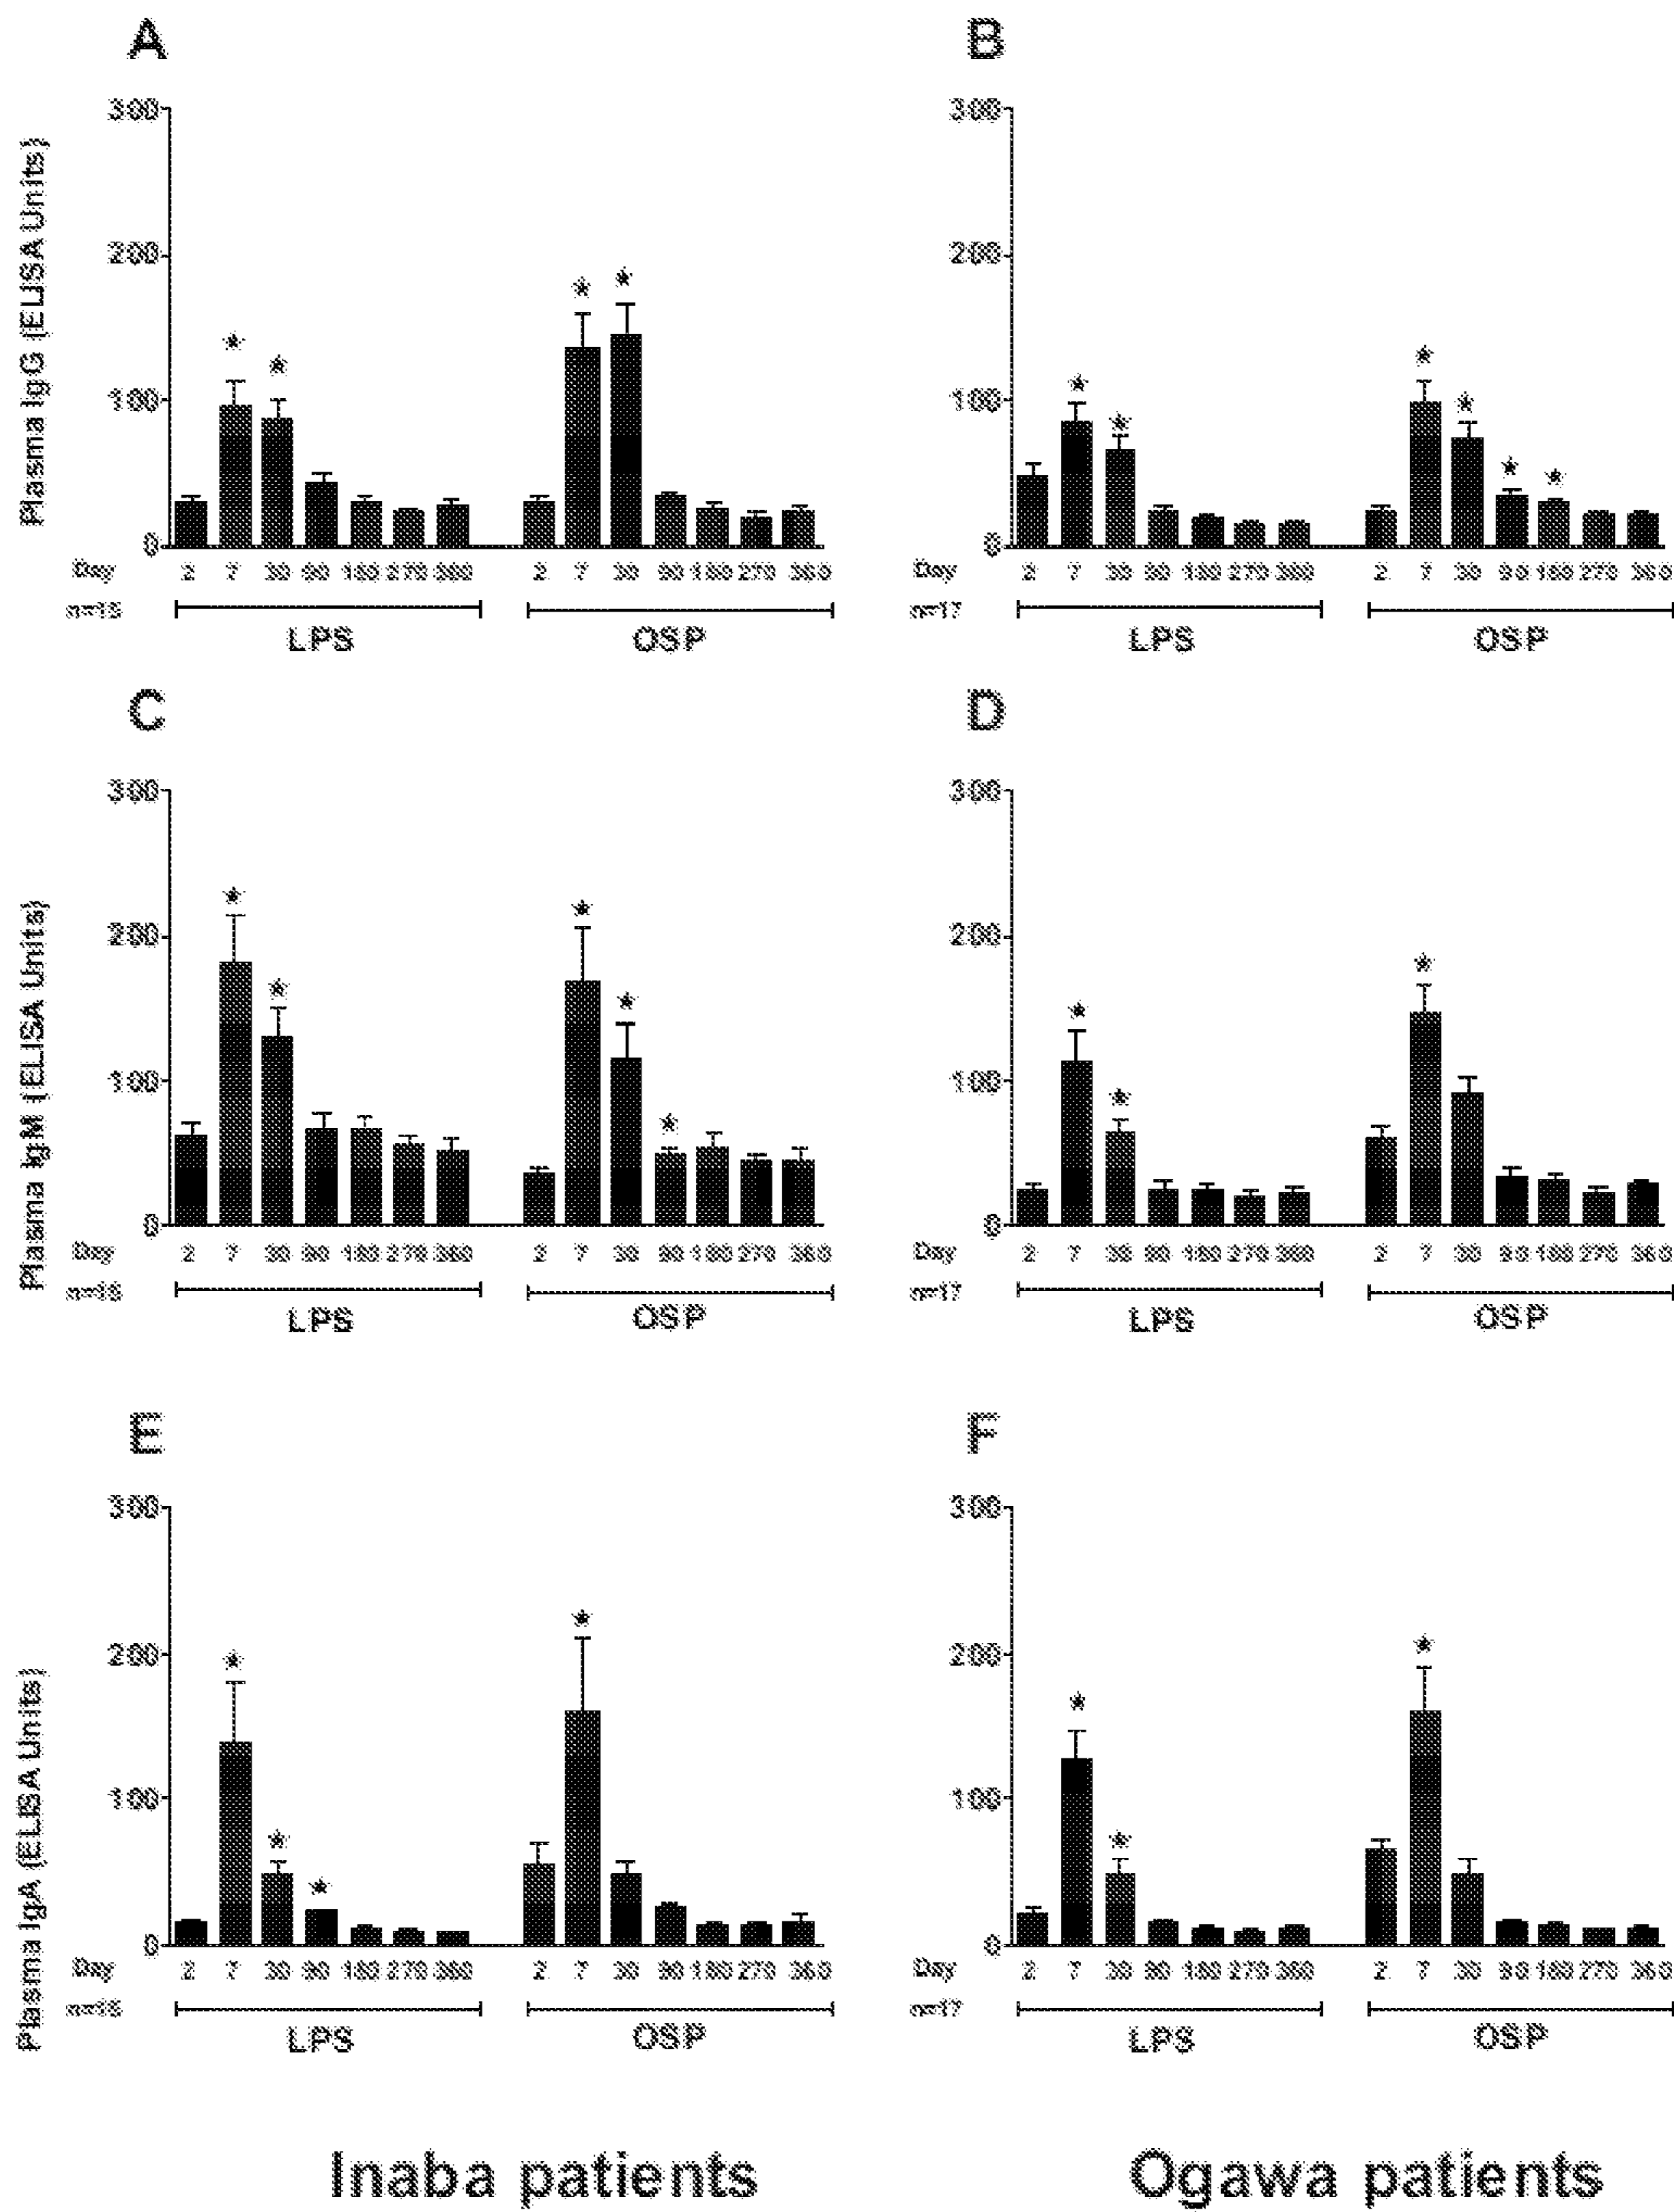 A
B
Plasma IgG (ELISA Units)
300
200
100
0
Day 2 7 30 90 180 270 360 2 7 30 90 180 270 360
LPS OSP
300
200
100
0
Day 2 7 30 90 180 270 360 2 7 30 90 180 270 360
n=17
LPS OSP
C
D
Plasma IgM (ELISA Units)
300
200
100
0
Day 2 7 30 90 180 270 360 2 7 30 90 180 270 360
LPS OSP
300
200
100
0
Day 2 7 30 90 180 270 360 2 7 30 90 180 270 360
n=17
LPS OSP
E
F
Plasma IgA (ELISA Units)
300
200
100
0
Day 2 7 30 90 180 270 360 2 7 30 90 180 270 360
LPS OSP
300
200
100
0
Day 2 7 30 90 180 270 360 2 7 30 90 180 270 360
n=17
LPS OSP
Inaba patients
Ogawa patients